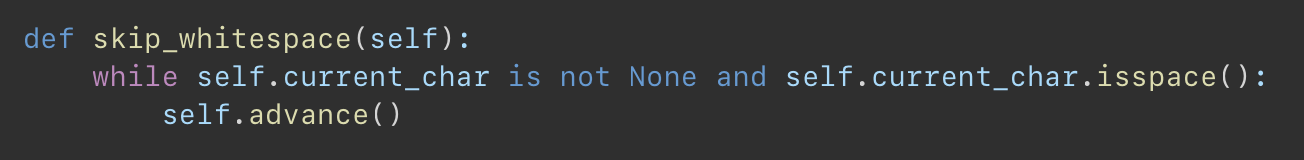 def skip_whitespace(self):
    while self.current_char is not None and self.current_char.isspace():
        self.advance()